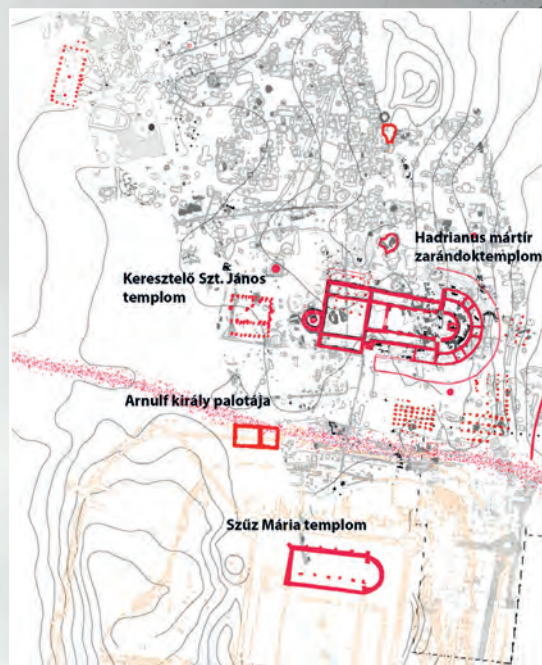 Hadrianus mártír
zarándoktemplom
Keresztelő Szt. János
templom
Arnulf király palotája
Szűz Mária templom